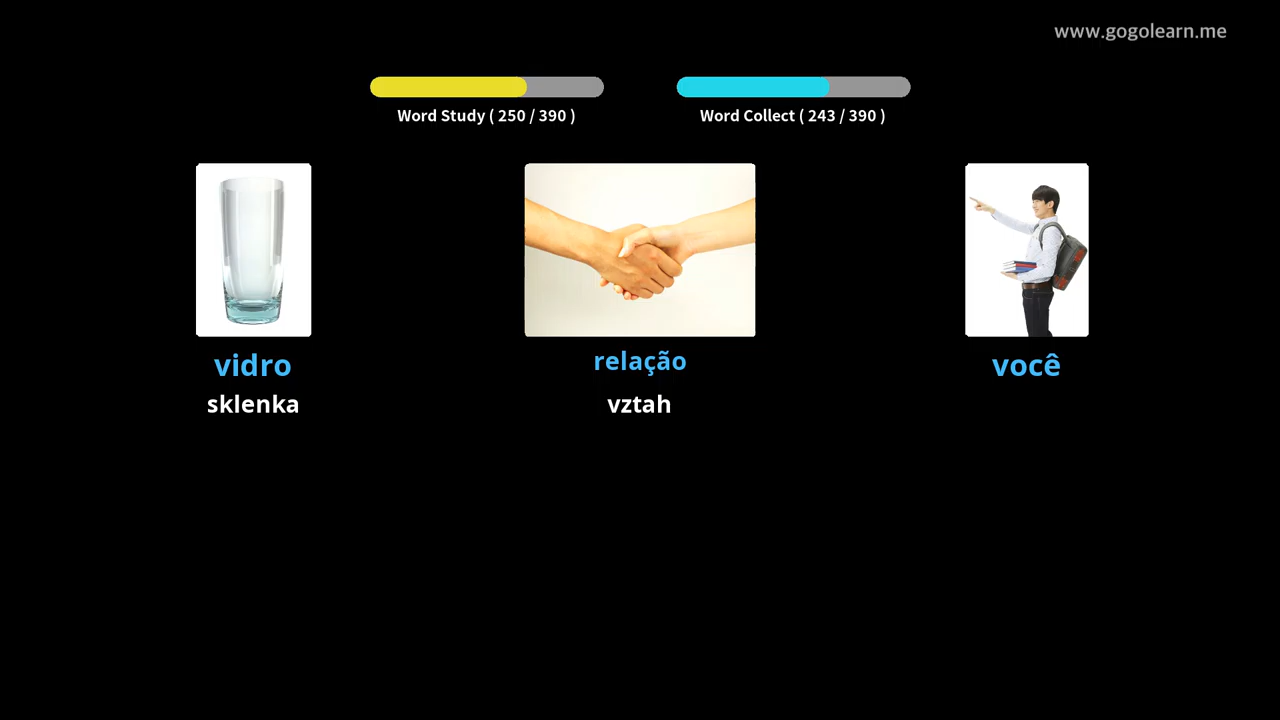 www.gogolearn.me
Word Study ( 250 / 390 )
Word Collect ( 243 / 390 )
vidro
relação
você
sklenka
vztah